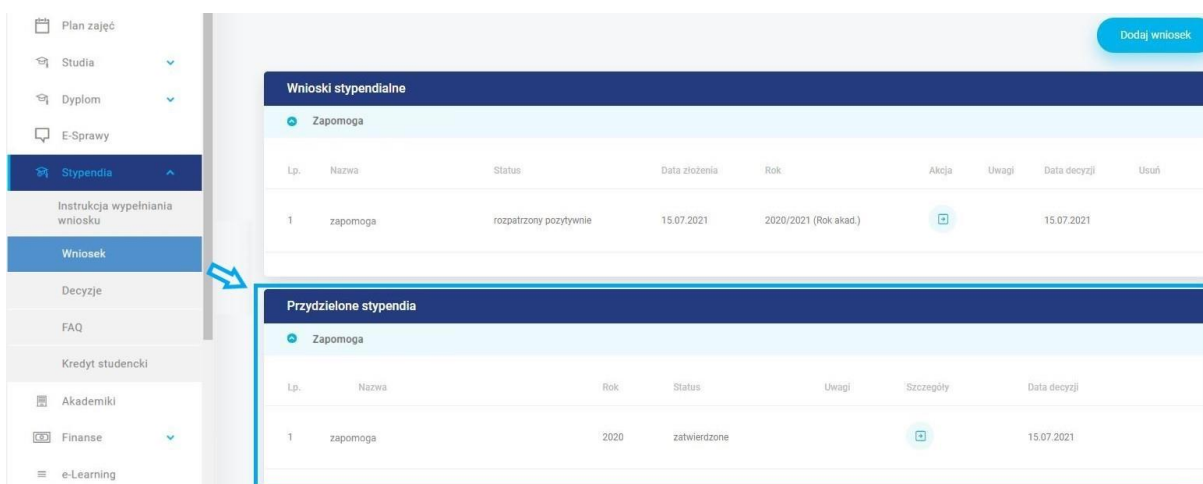 Plan zajęć
Studia
Dyplom
E-Sprawy
Stypendia
Instrukcja wypełniania
wniosku
Wniosek
Decyzje
FAQ
Kredyt studencki
Akademiki
Finanse
e-Learning
Dodaj wniosek
Wnioski stypendialne
Zapomoga
Lp. Nazwa Status Data złożenia Rok Akcja Uwagi Data decyzji Usuń
1 zapomoga rozpatrzony pozytywnie 15.07.2021 2020/2021 (Rok akad.) 15.07.2021
Przydzielone stypendia
Zapomoga
Lp. Nazwa Rok Status Uwagi Szczegóły Data decyzji
1 zapomoga 2020 zatwierdzone 15.07.2021